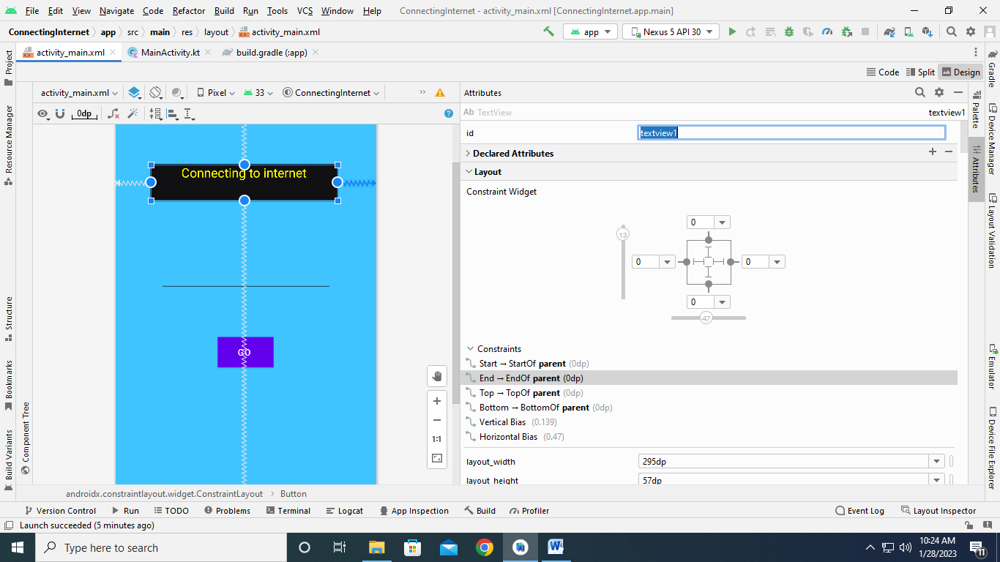 File Edit View Navigate Code Refactor Build Run Tools VCS Window Help ConnectingInternet - activity_main.xml [ConnectingInternet.app.main]
ConnectingInternet app src main res layout activity_main.xml app Nexus 5 API 30
activity_main.xml MainActivity.kt build.gradle (:app)
Code Split Design
activity_main.xml Pixel 33 ConnectingInternet
0dp
Connecting to internet
GO
1:1
Attributes
Ab TextView textview1
id textview1
Declared Attributes
Layout
Constraint Widget
0
13
0 0
0
47
Constraints
Start → StartOf parent (0dp)
End → EndOf parent (0dp)
Top → TopOf parent (0dp)
Bottom → BottomOf parent (0dp)
Vertical Bias (0.139)
Horizontal Bias (0.47)
layout_width 295dp
layout_height 57dp
Project
Resource Manager
Structure
Bookmarks
Build Variants
Component Tree
Palette
Attributes
Gradle
Device Manager
Layout Validation
Emulator
Device File Explorer
androidx.constraintlayout.widget.ConstraintLayout Button
Version Control Run TODO Problems Terminal Logcat App Inspection Build Profiler Event Log Layout Inspector
Launch succeeded (5 minutes ago)
Type here to search
10:24 AM
1/28/2023
11